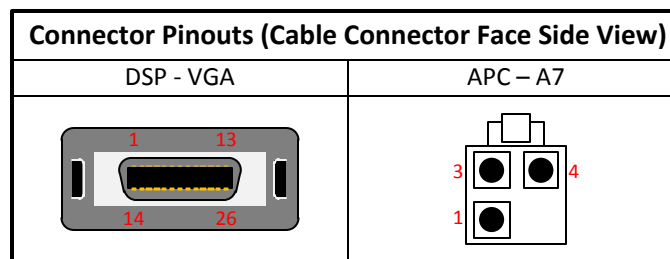 Connector Pinouts (Cable Connector Face Side View)
DSP - VGA
APC – A7
1 13
14 26
3 4
1